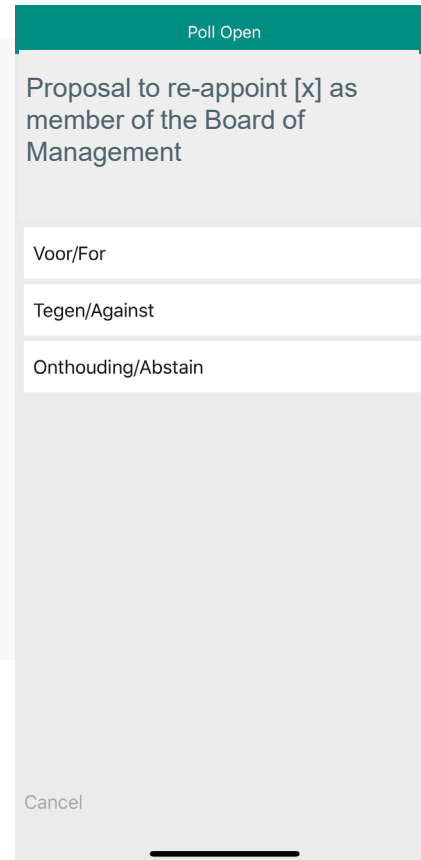 Poll Open
Proposal to re-appoint [x] as
member of the Board of
Management
Voor/For
Tegen/Against
Onthouding/Abstain
Cancel